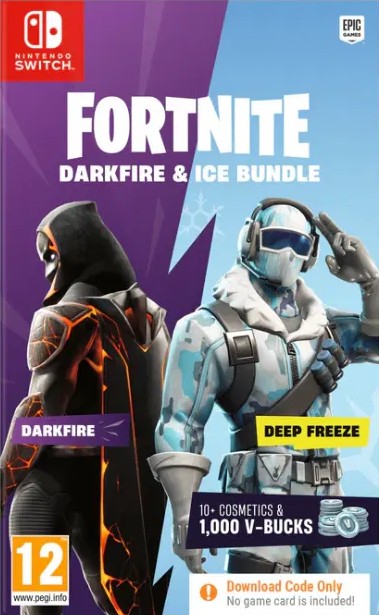 NINTENDO
SWITCH
EPIC
GAMES
FORTNITE
DARKFIRE & ICE BUNDLE
DARKFIRE
DEEP FREEZE
10+ COSMETICS &
1,000 V-BUCKS
12
www.pegi.info
Download Code Only
No game card is included!